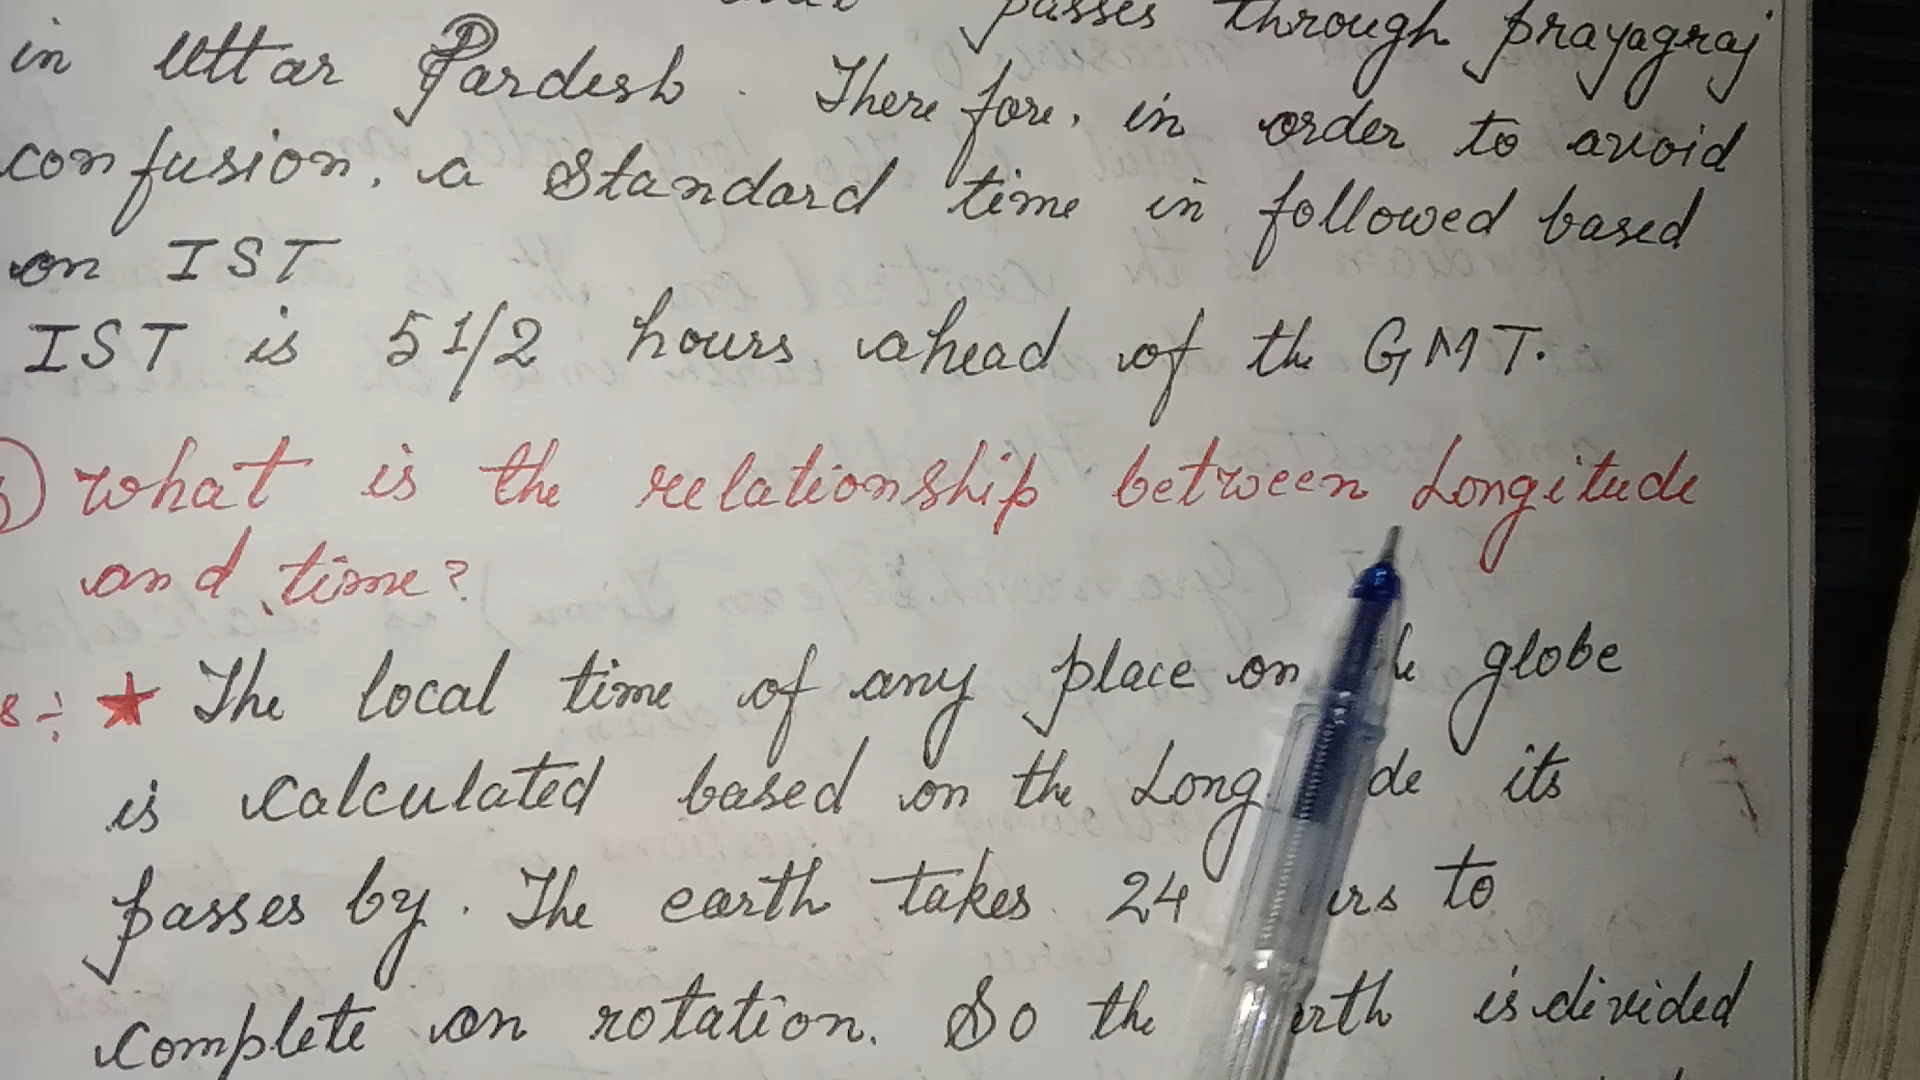 passes through prayagraj
in Uttar Pardesh. There fore, in order to avoid
confusion, a Standard time in followed based
on IST
IST is 5 1/2 hours ahead of the GMT.
What is the relationship between Longitude
and time?
The local time of any place on globe
is calculated based on the its
passes by. The earth takes 24 to
complete on rotation. So the is divided